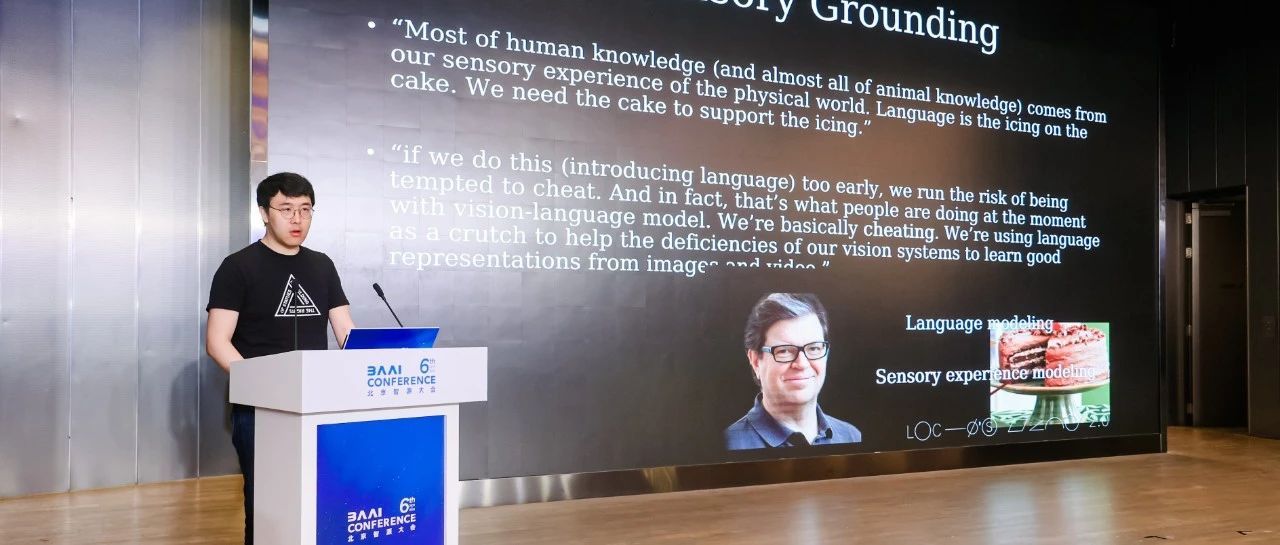 Grounding
• “Most of human knowledge (and almost all of animal knowledge) comes from
our sensory experience of the physical world. Language is the icing on the
cake. We need the cake to support the icing.”
• “if we do this (introducing language) too early, we run the risk of being
tempted to cheat. And in fact, that’s what people are doing at the moment
with vision-language model. We’re basically cheating. We’re using language
as a crutch to help the deficiencies of our vision systems to learn good
representations from images and video.”
Language modeling
Sensory experience modeling
BAAI 6th
CONFERENCE
北京智源大会
BAAI 6th
CONFERENCE
北京智源大会